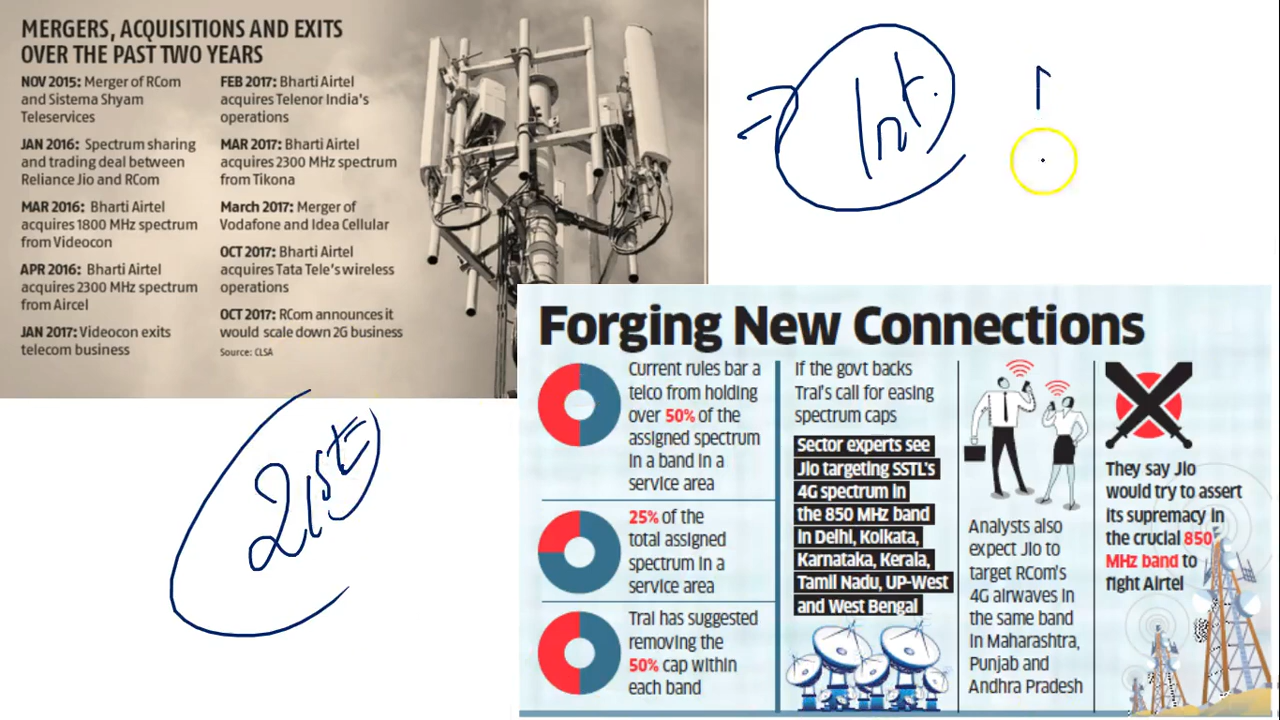 MERGERS, ACQUISITIONS AND EXITS
OVER THE PAST TWO YEARS
NOV 2015: Merger of RCom
and Sistema Shyam
Teleservices
JAN 2016: Spectrum sharing
and trading deal between
Reliance Jio and RCom
MAR 2016: Bharti Airtel
acquires 1800 MHz spectrum
from Videocon
APR 2016: Bharti Airtel
acquires 2300 MHz spectrum
from Aircel
JAN 2017: Videocon exits
telecom business
FEB 2017: Bharti Airtel
acquires Telenor India's
operations
MAR 2017: Bharti Airtel
acquires 2300 MHz spectrum
from Tikona
March 2017: Merger of
Vodafone and Idea Cellular
OCT 2017: Bharti Airtel
acquires Tata Tele's wireless
operations
OCT 2017: RCom announces it
would scale down 2G business
Source: CLSA
Int.
21st
Forging New Connections
Current rules bar a
telco from holding
over 50% of the
assigned spectrum
in a band in a
service area
25% of the
total assigned
spectrum in a
service area
Trai has suggested
removing the
50% cap within
each band
If the govt backs
Trai's call for easing
spectrum caps
Sector experts see
Jio targeting SSTL's
4G spectrum in
the 850 MHz band
in Delhi, Kolkata,
Karnataka, Kerala,
Tamil Nadu, UP-West
and West Bengal
Analysts also
expect Jio to
target RCom's
4G airwaves in
the same band
in Maharashtra,
Punjab and
Andhra Pradesh
They say Jio
would try to assert
its supremacy in
the crucial 850
MHz band to
fight Airtel